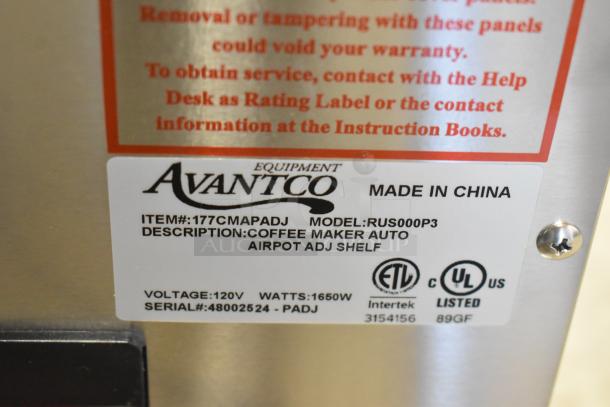 Removal or tampering with these panels
could void your warranty.
To obtain service, contact with the Help
Desk as Rating Label or the contact
information at the Instruction Books.
EQUIPMENT
AVANTCO
MADE IN CHINA
ITEM#:177CMAPADJ MODEL:RUS000P3
DESCRIPTION:COFFEE MAKER AUTO
AIRPOT ADJ SHELF
ETL
C UL US
VOLTAGE:120V WATTS:1650W
Intertek LISTED
SERIAL#:48002524 - PADJ
3154156 89GF